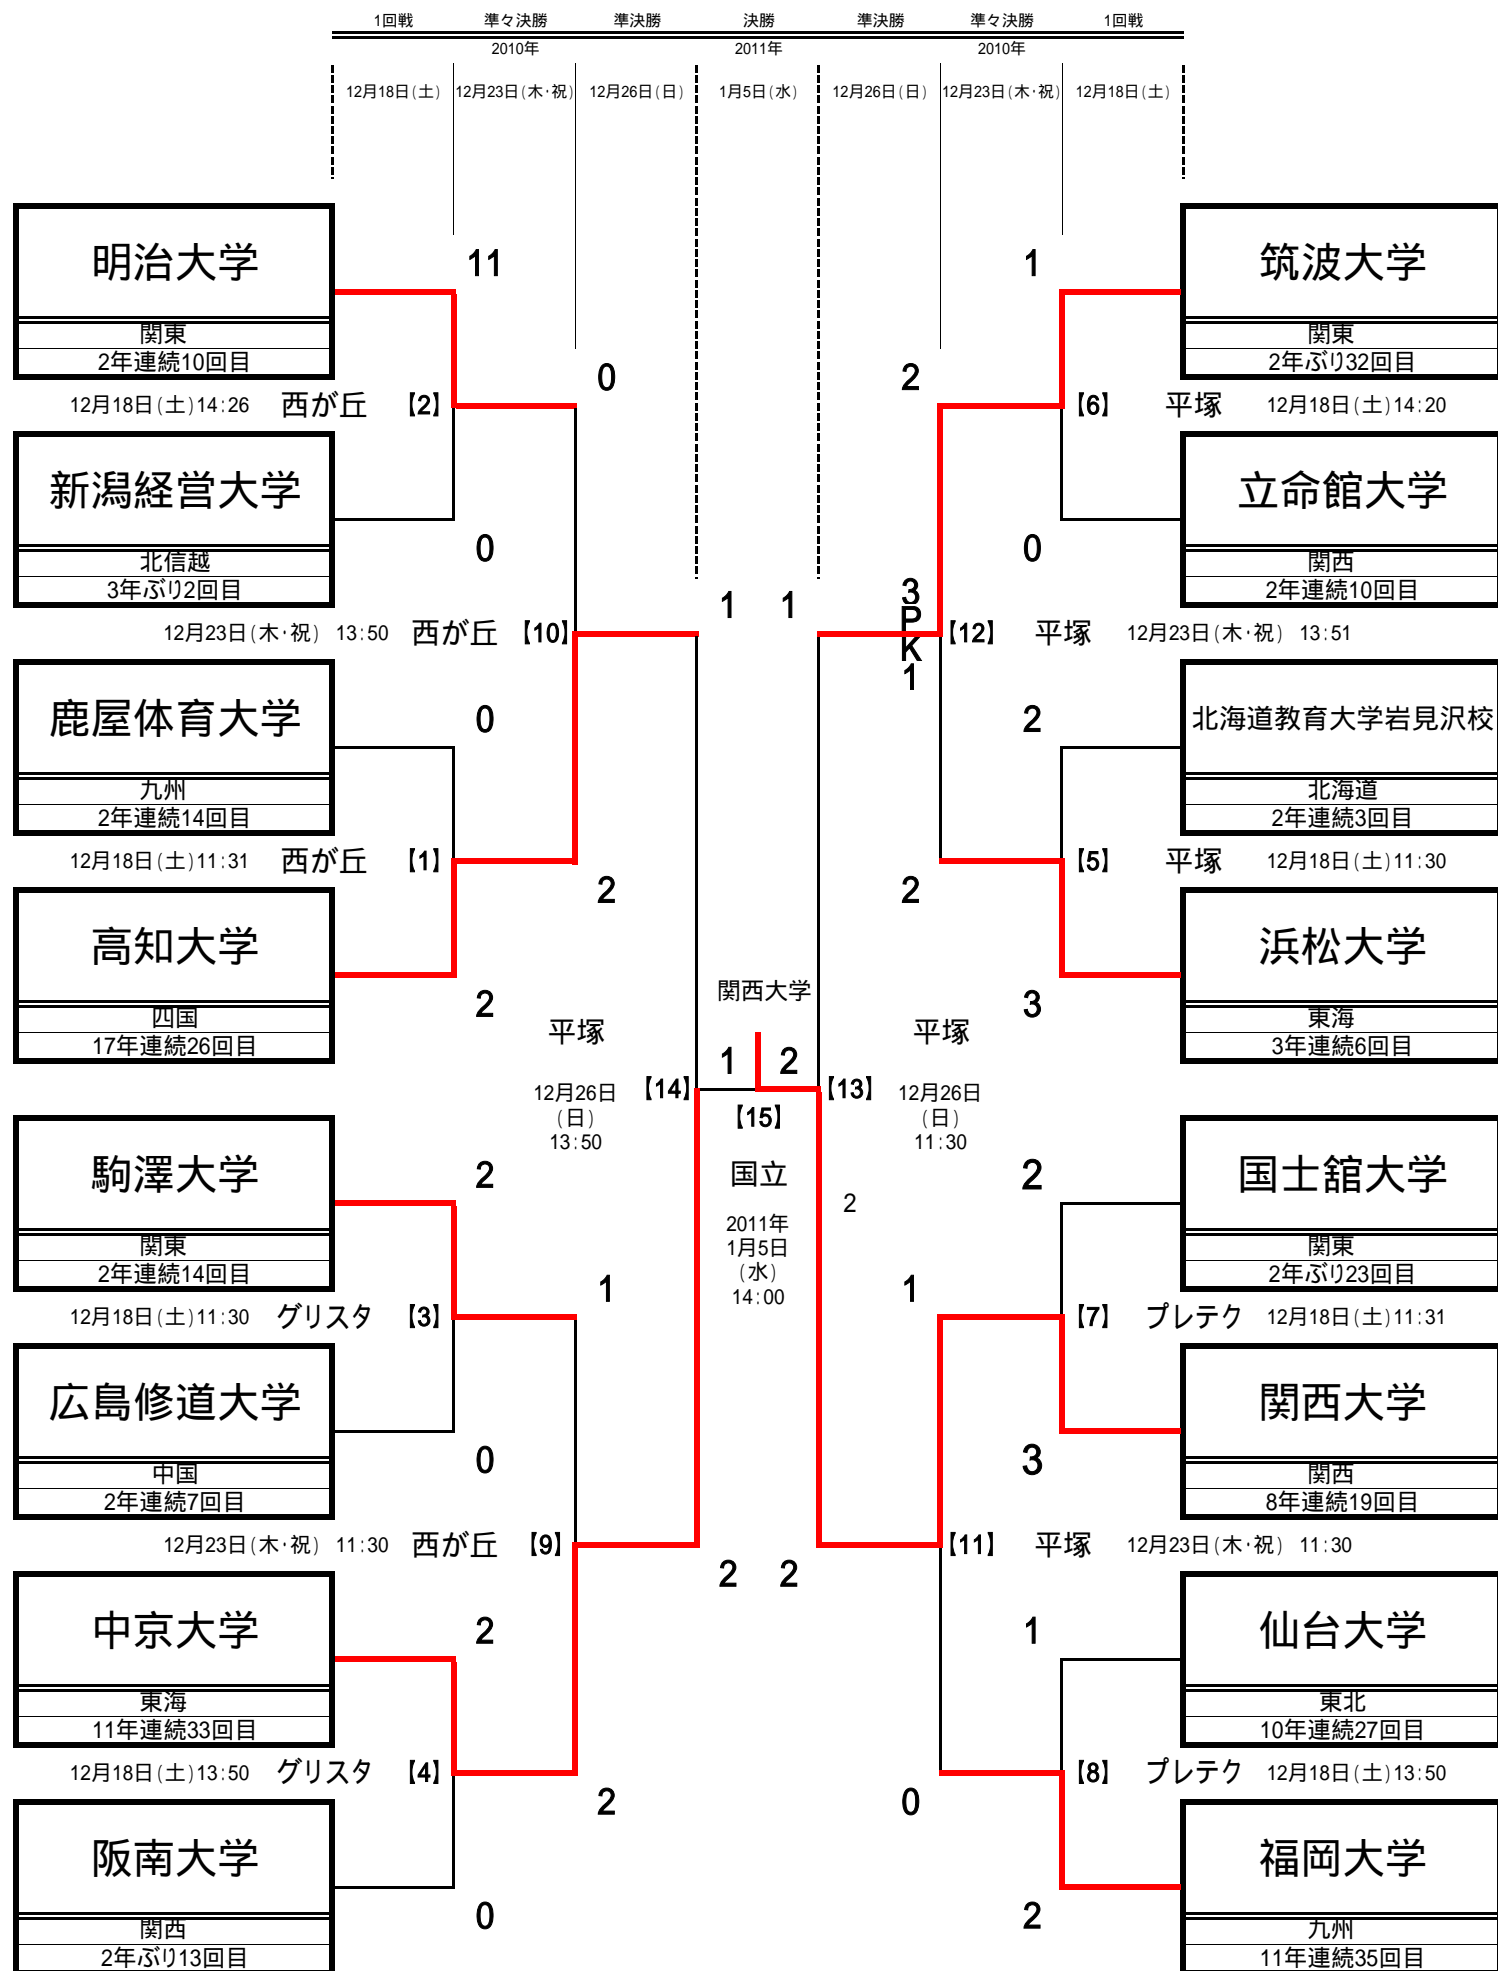 1回戦 準々決勝 準決勝 決勝 準決勝 準々決勝 1回戦
2010年 2011年 2010年
12月18日(土) 12月23日(木・祝) 12月26日(日) 1月5日(水) 12月26日(日) 12月23日(木・祝) 12月18日(土)
明治大学 11 1 筑波大学
関東 関東
2年連続10回目 0 2 2年ぶり32回目
12月18日(土)14:26 西が丘 【2】 【6】 平塚 12月18日(土)14:20
新潟経営大学 立命館大学
北信越 0 0 関西
3年ぶり2回目 1 1 3 2年連続10回目
P
12月23日(木・祝) 13:50 西が丘 【10】 【12】 平塚 12月23日(木・祝) 13:51
K
1
鹿屋体育大学 0 2 北海道教育大学岩見沢校
九州 北海道
2年連続14回目 2年連続3回目
12月18日(土)11:31 西が丘 【1】 【5】 平塚 12月18日(土)11:30
2 2
高知大学 浜松大学
関西大学
2 3
四国 東海
17年連続26回目 平塚 平塚 3年連続6回目
1 2
12月26日 【14】 【13】 12月26日
(日) 【15】 (日)
13:50 11:30
駒澤大学 2 国立 2 国士舘大学
2
2011年
関東 1月5日 関東
2年連続14回目 (水) 2年ぶり23回目
1 14:00 1
12月18日(土)11:30 グリスタ 【3】 【7】 プレテク 12月18日(土)11:31
広島修道大学 関西大学
0 3
中国 関西
2年連続7回目 8年連続19回目
12月23日(木・祝) 11:30 西が丘 【9】 【11】 平塚 12月23日(木・祝) 11:30
2 2
中京大学 2 1 仙台大学
東海 東北
11年連続33回目 10年連続27回目
12月18日(土)13:50 グリスタ 【4】 【8】 プレテク 12月18日(土)13:50
2 0
阪南大学 福岡大学
0 2
関西 九州
2年ぶり13回目 11年連続35回目